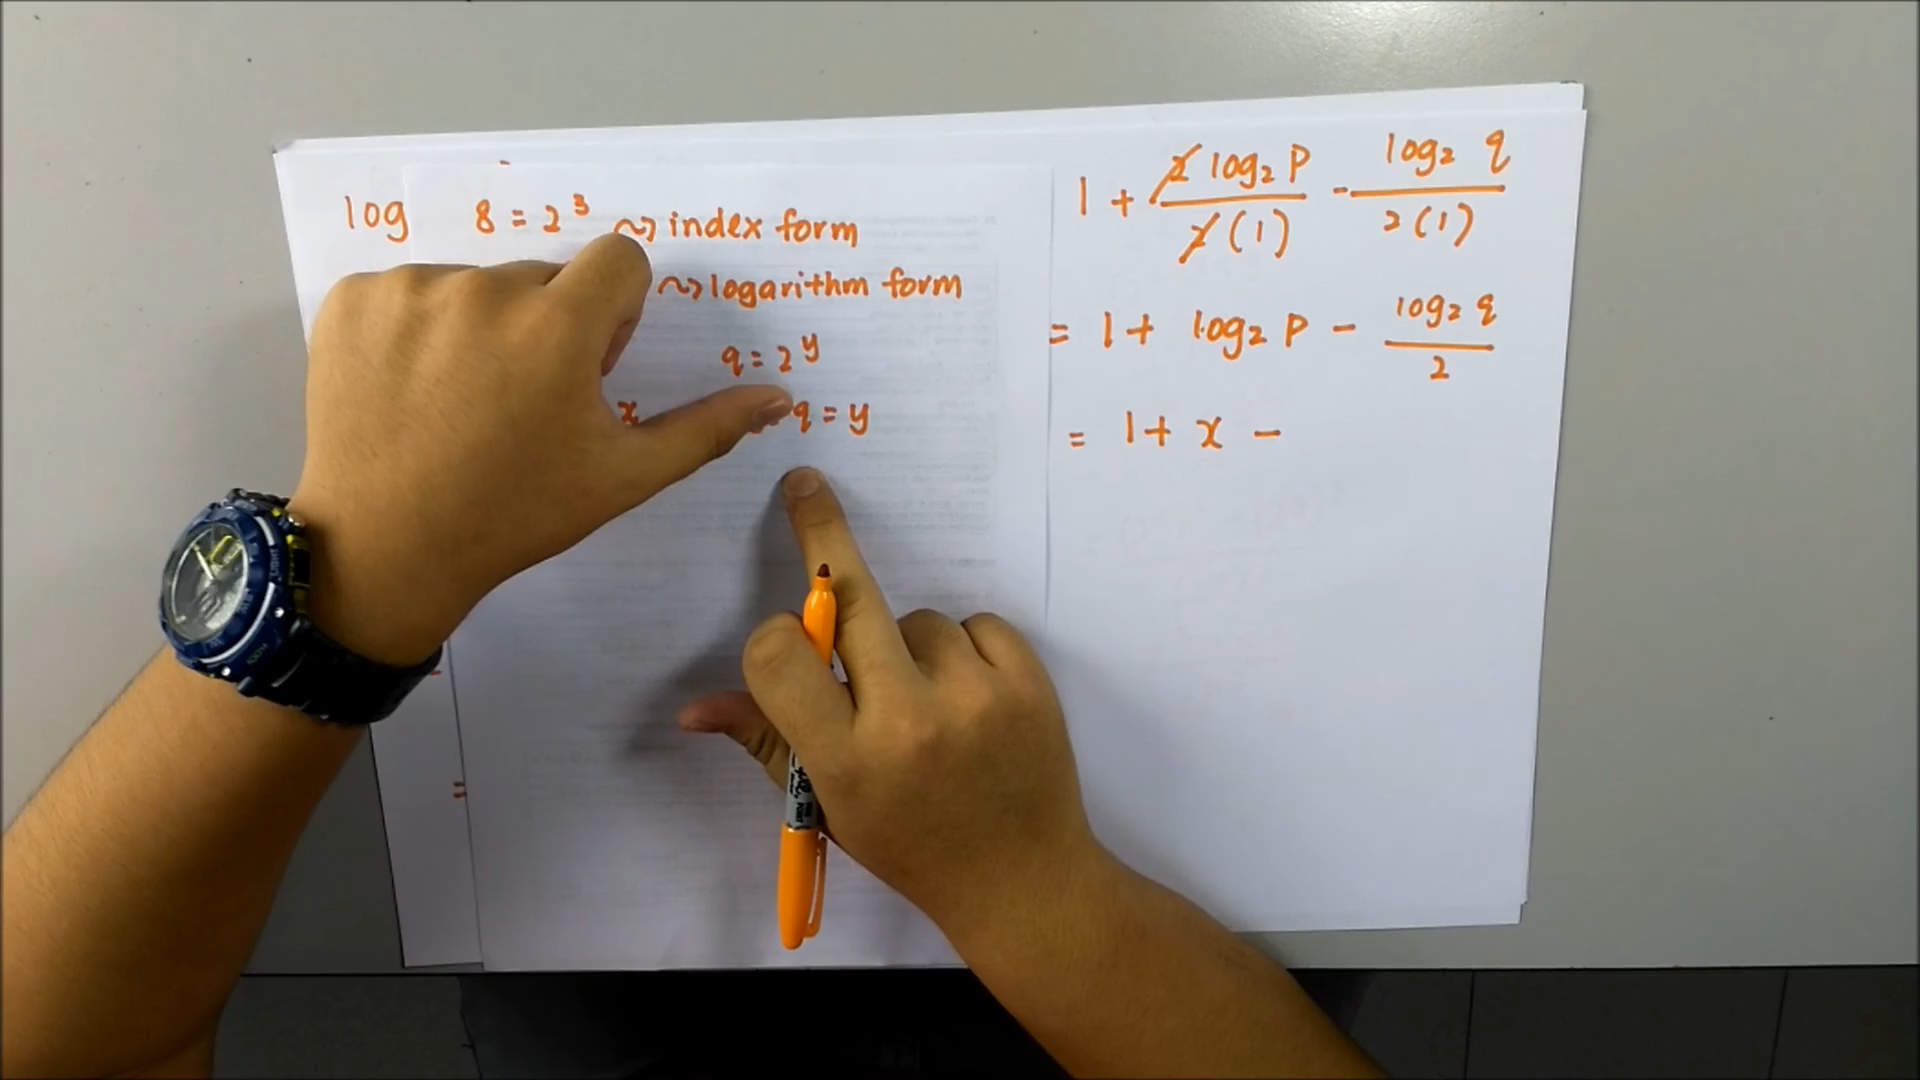 log 8 = 2³ ~> index form
~> logarithm form
q = 2^y
x q = y
1 + 2 log₂ p / 2(1) - log₂ q / 2(1)
= 1 + log₂ p - log₂ q / 2
= 1 + x -
=